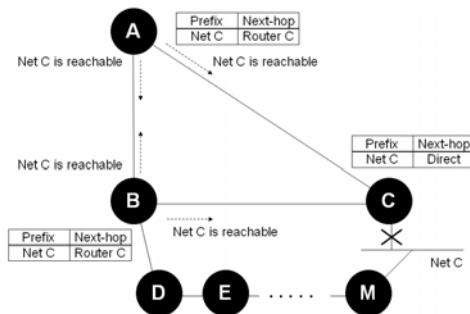 A
Prefix Next-hop
Net C Router C
Net C is reachable
Net C is reachable
Net C is reachable
Prefix Next-hop
Net C Direct
B
C
Net C is reachable
Prefix Next-hop
Net C Router C
Net C
D
E
M